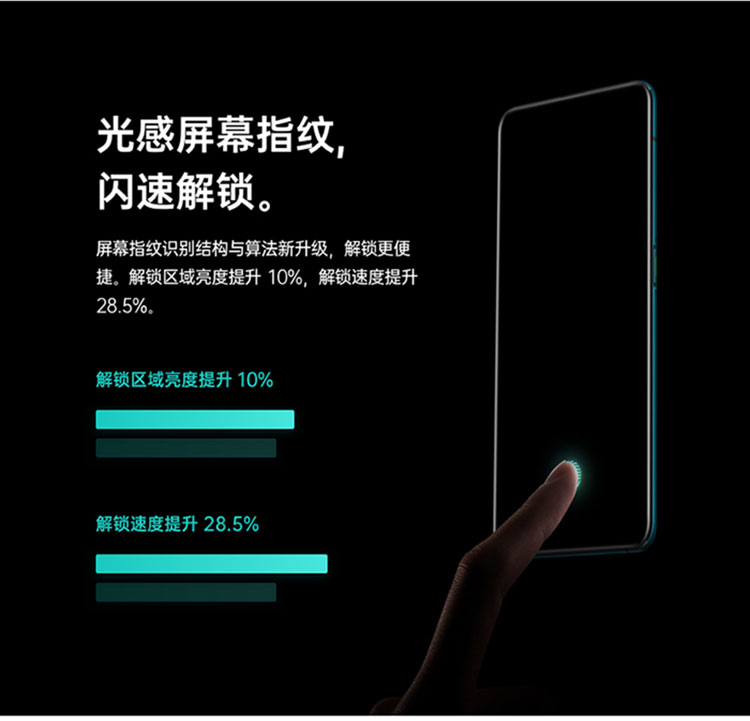 光感屏幕指纹,
闪速解锁。
屏幕指纹识别结构与算法新升级，解锁更便
捷。解锁区域亮度提升 10%，解锁速度提升
28.5%。
解锁区域亮度提升 10%
解锁速度提升 28.5%